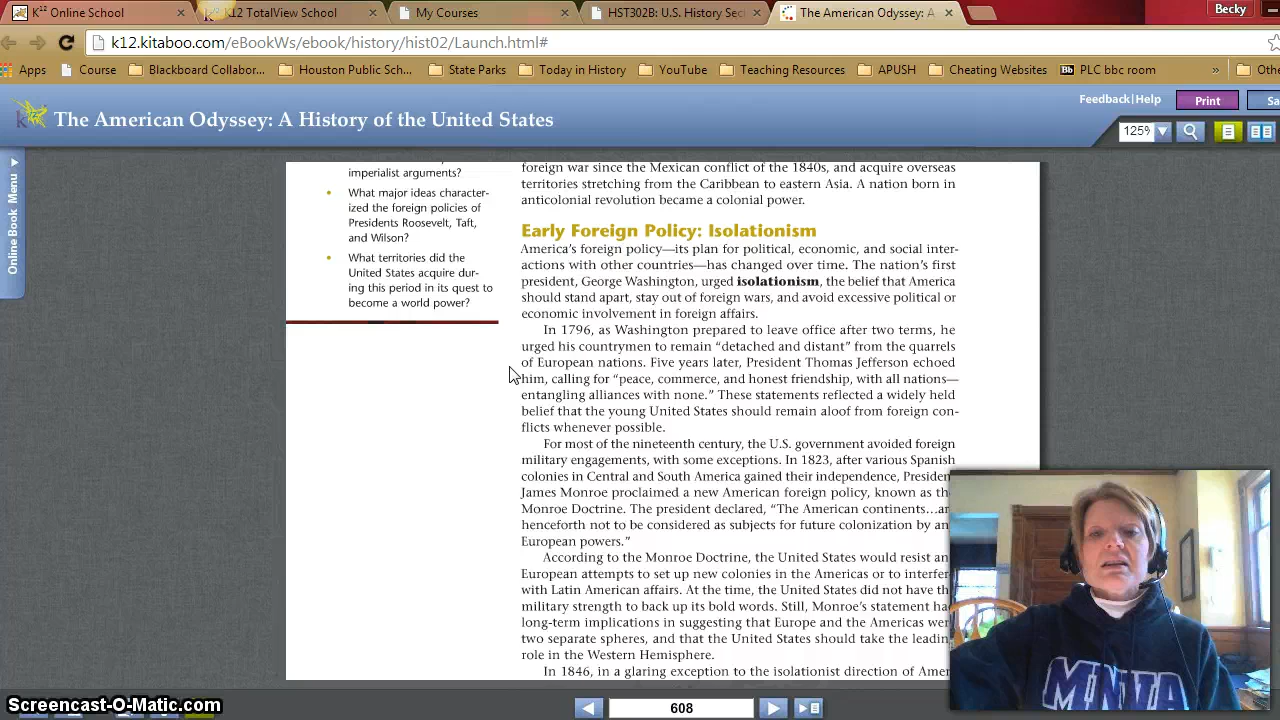 K¹² Online School
K12 TotalView School
My Courses
HST302B: U.S. History Sec
The American Odyssey: A
Becky
k12.kitaboo.com/eBookWs/ebook/history/hist02/Launch.html#
Apps
Course
Blackboard Collabor...
Houston Public Sch...
State Parks
Today in History
YouTube
Teaching Resources
APUSH
Cheating Websites
Bb PLC bbc room
»
Othe
The American Odyssey: A History of the United States
Feedback|Help
Print
Sa
125%
Online Book Menu
imperialist arguments?
• What major ideas character-
ized the foreign policies of
Presidents Roosevelt, Taft,
and Wilson?
• What territories did the
United States acquire dur-
ing this period in its quest to
become a world power?
foreign war since the Mexican conflict of the 1840s, and acquire overseas
territories stretching from the Caribbean to eastern Asia. A nation born in
anticolonial revolution became a colonial power.
Early Foreign Policy: Isolationism
America's foreign policy—its plan for political, economic, and social inter-
actions with other countries—has changed over time. The nation's first
president, George Washington, urged isolationism, the belief that America
should stand apart, stay out of foreign wars, and avoid excessive political or
economic involvement in foreign affairs.
In 1796, as Washington prepared to leave office after two terms, he
urged his countrymen to remain "detached and distant" from the quarrels
of European nations. Five years later, President Thomas Jefferson echoed
him, calling for "peace, commerce, and honest friendship, with all nations—
entangling alliances with none." These statements reflected a widely held
belief that the young United States should remain aloof from foreign con-
flicts whenever possible.
For most of the nineteenth century, the U.S. government avoided foreign
military engagements, with some exceptions. In 1823, after various Spanish
colonies in Central and South America gained their independence, Presiden
James Monroe proclaimed a new American foreign policy, known as th
Monroe Doctrine. The president declared, "The American continents…ar
henceforth not to be considered as subjects for future colonization by an
European powers."
According to the Monroe Doctrine, the United States would resist an
European attempts to set up new colonies in the Americas or to interfer
with Latin American affairs. At the time, the United States did not have th
military strength to back up its bold words. Still, Monroe's statement ha
long-term implications in suggesting that Europe and the Americas wer
two separate spheres, and that the United States should take the leadin
role in the Western Hemisphere.
In 1846, in a glaring exception to the isolationist direction of Amer
608
Screencast-O-Matic.com